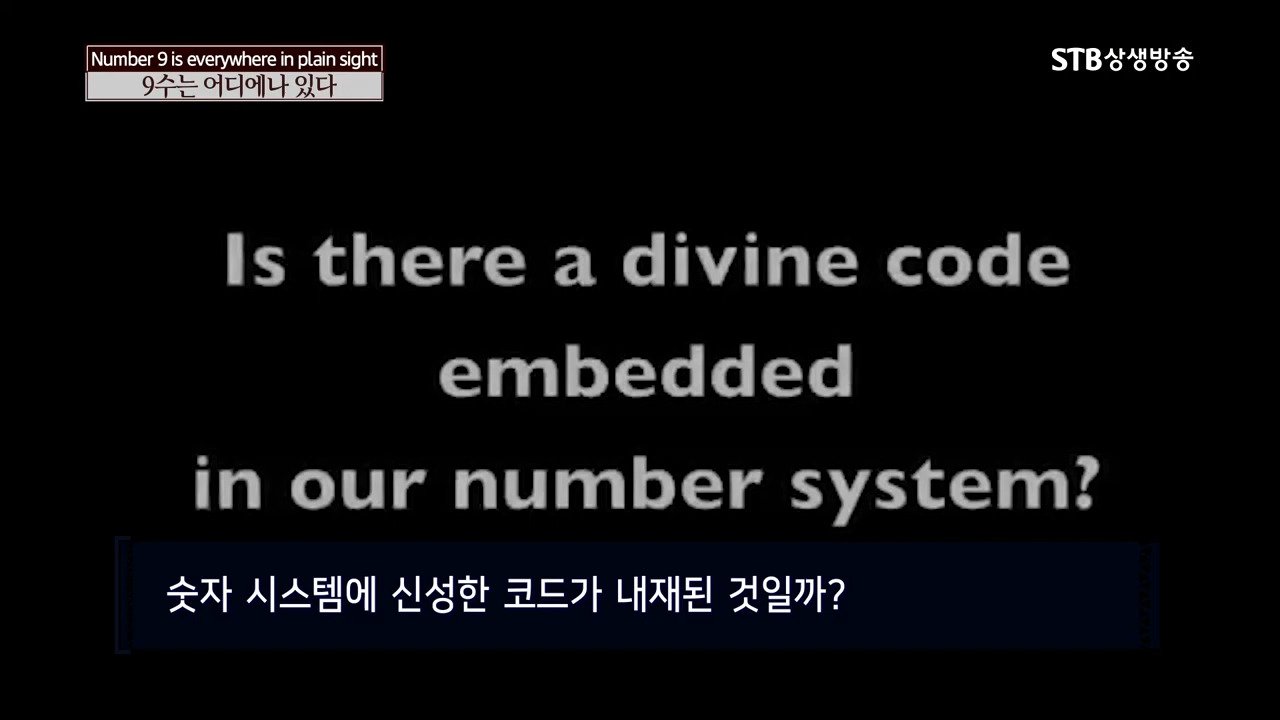 Number 9 is everywhere in plain sight
9수는 어디에나 있다
STB상생방송
Is there a divine code
embedded
in our number system?
숫자 시스템에 신성한 코드가 내재된 것일까?